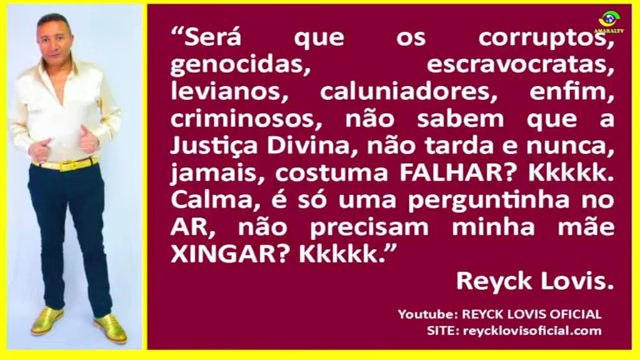 AMARALTV
“Será que os corruptos,
genocidas, escravocratas,
levianos, caluniadores, enfim,
criminosos, não sabem que a
Justiça Divina, não tarda e nunca,
jamais, costuma FALHAR? Kkkkk.
Calma, é só uma perguntinha no
AR, não precisam minha mãe
XINGAR? Kkkkk.”
Reyck Lovis.
Youtube: REYCK LOVIS OFICIAL
SITE: reycklovisoficial.com